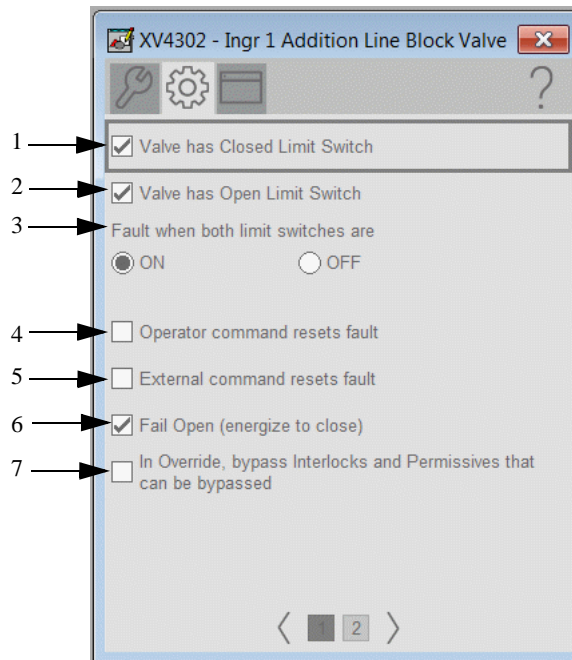 XV4302 - Ingr 1 Addition Line Block Valve
?
1 Valve has Closed Limit Switch
2 Valve has Open Limit Switch
3 Fault when both limit switches are
ON OFF
4 Operator command resets fault
5 External command resets fault
6 Fail Open (energize to close)
7 In Override, bypass Interlocks and Permissives that
can be bypassed
1 2